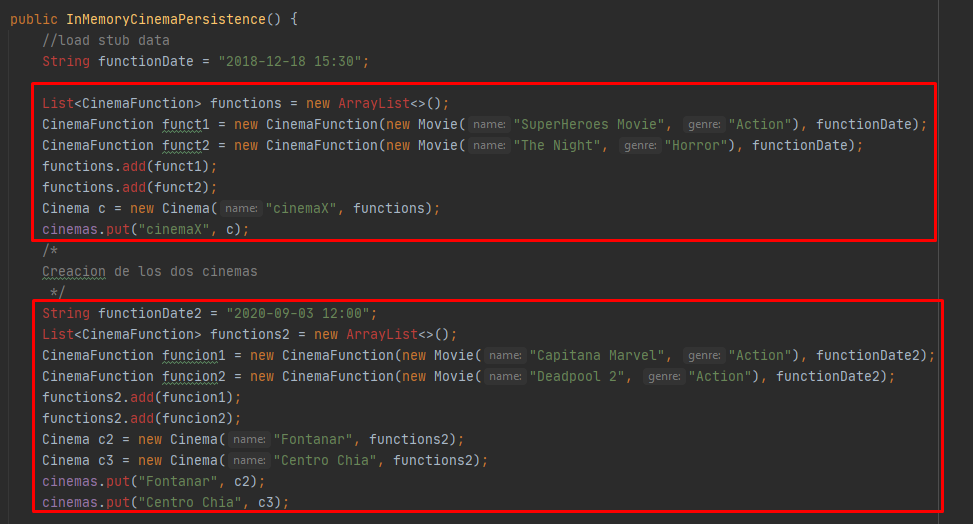 public InMemoryCinemaPersistence() {
//load stub data
String functionDate = "2018-12-18 15:30";
List<CinemaFunction> functions = new ArrayList<>();
CinemaFunction funct1 = new CinemaFunction(new Movie( name: "SuperHeroes Movie", genre: "Action"), functionDate);
CinemaFunction funct2 = new CinemaFunction(new Movie( name: "The Night", genre: "Horror"), functionDate);
functions.add(funct1);
functions.add(funct2);
Cinema c = new Cinema( name: "cinemaX", functions);
cinemas.put("cinemaX", c);
/*
Creacion de los dos cinemas
*/
String functionDate2 = "2020-09-03 12:00";
List<CinemaFunction> functions2 = new ArrayList<>();
CinemaFunction funcion1 = new CinemaFunction(new Movie( name: "Capitana Marvel", genre: "Action"), functionDate2);
CinemaFunction funcion2 = new CinemaFunction(new Movie( name: "Deadpool 2", genre: "Action"), functionDate2);
functions2.add(funcion1);
functions2.add(funcion2);
Cinema c2 = new Cinema( name: "Fontanar", functions2);
Cinema c3 = new Cinema( name: "Centro Chia", functions2);
cinemas.put("Fontanar", c2);
cinemas.put("Centro Chia", c3);